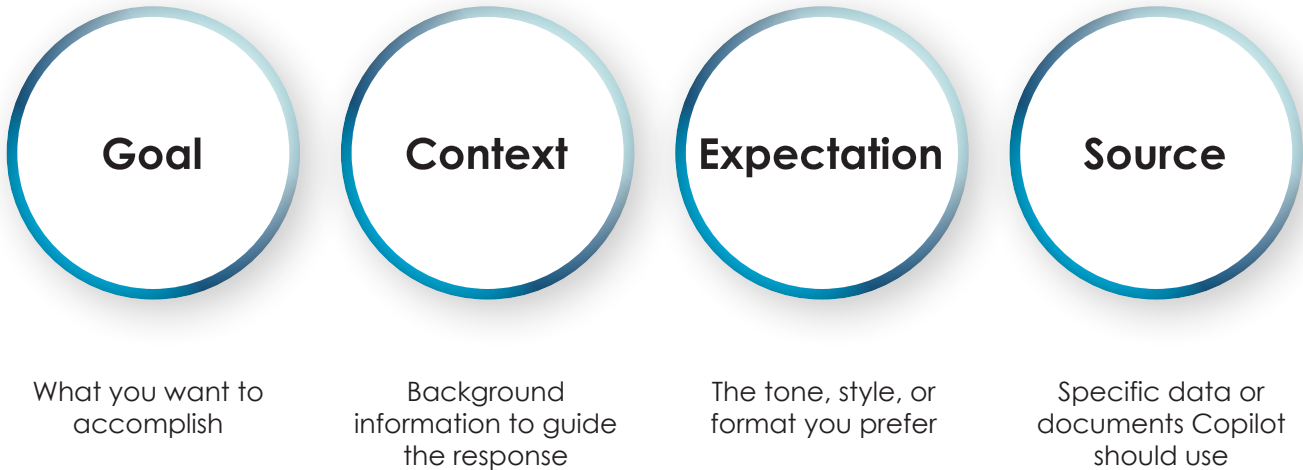 Goal
What you want to
accomplish
Context
Background
information to guide
the response
Expectation
The tone, style, or
format you prefer
Source
Specific data or
documents Copilot
should use